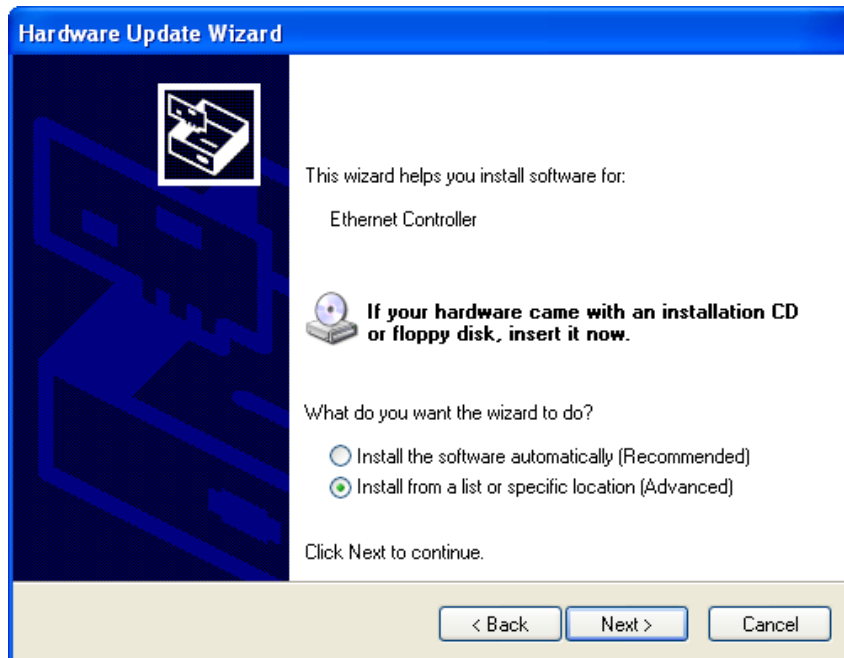 Hardware Update Wizard
This wizard helps you install software for:
Ethernet Controller
If your hardware came with an installation CD
or floppy disk, insert it now.
What do you want the wizard to do?
Install the software automatically (Recommended)
Install from a list or specific location (Advanced)
Click Next to continue.
< Back Next > Cancel